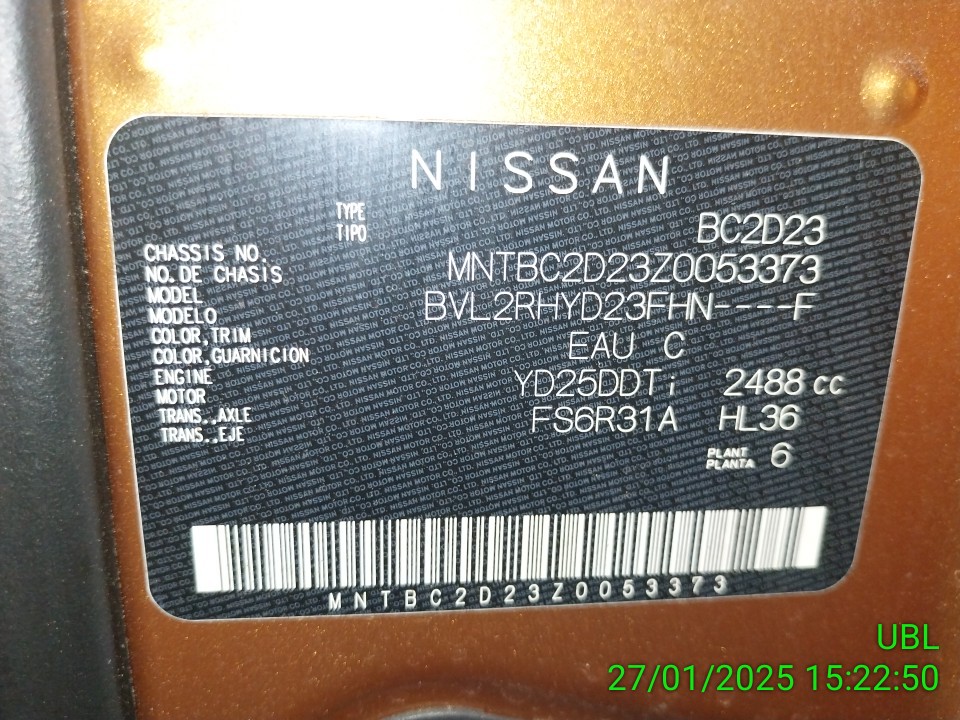 NISSAN
TYPE
TIPO BC2D23
CHASSIS NO.
NO.DE CHASIS MNTBC2D23Z0053373
MODEL
MODELO BVL2RHYD23FHN----F
COLOR,TRIM
COLOR,GUARNICION EAU C
ENGINE
MOTOR YD25DDTi 2488 cc
TRANS.,AXLE
TRANS.,EJE FS6R31A HL36
PLANT
PLANTA 6
MNTBC2D23Z0053373
UBL
27/01/2025 15:22:50